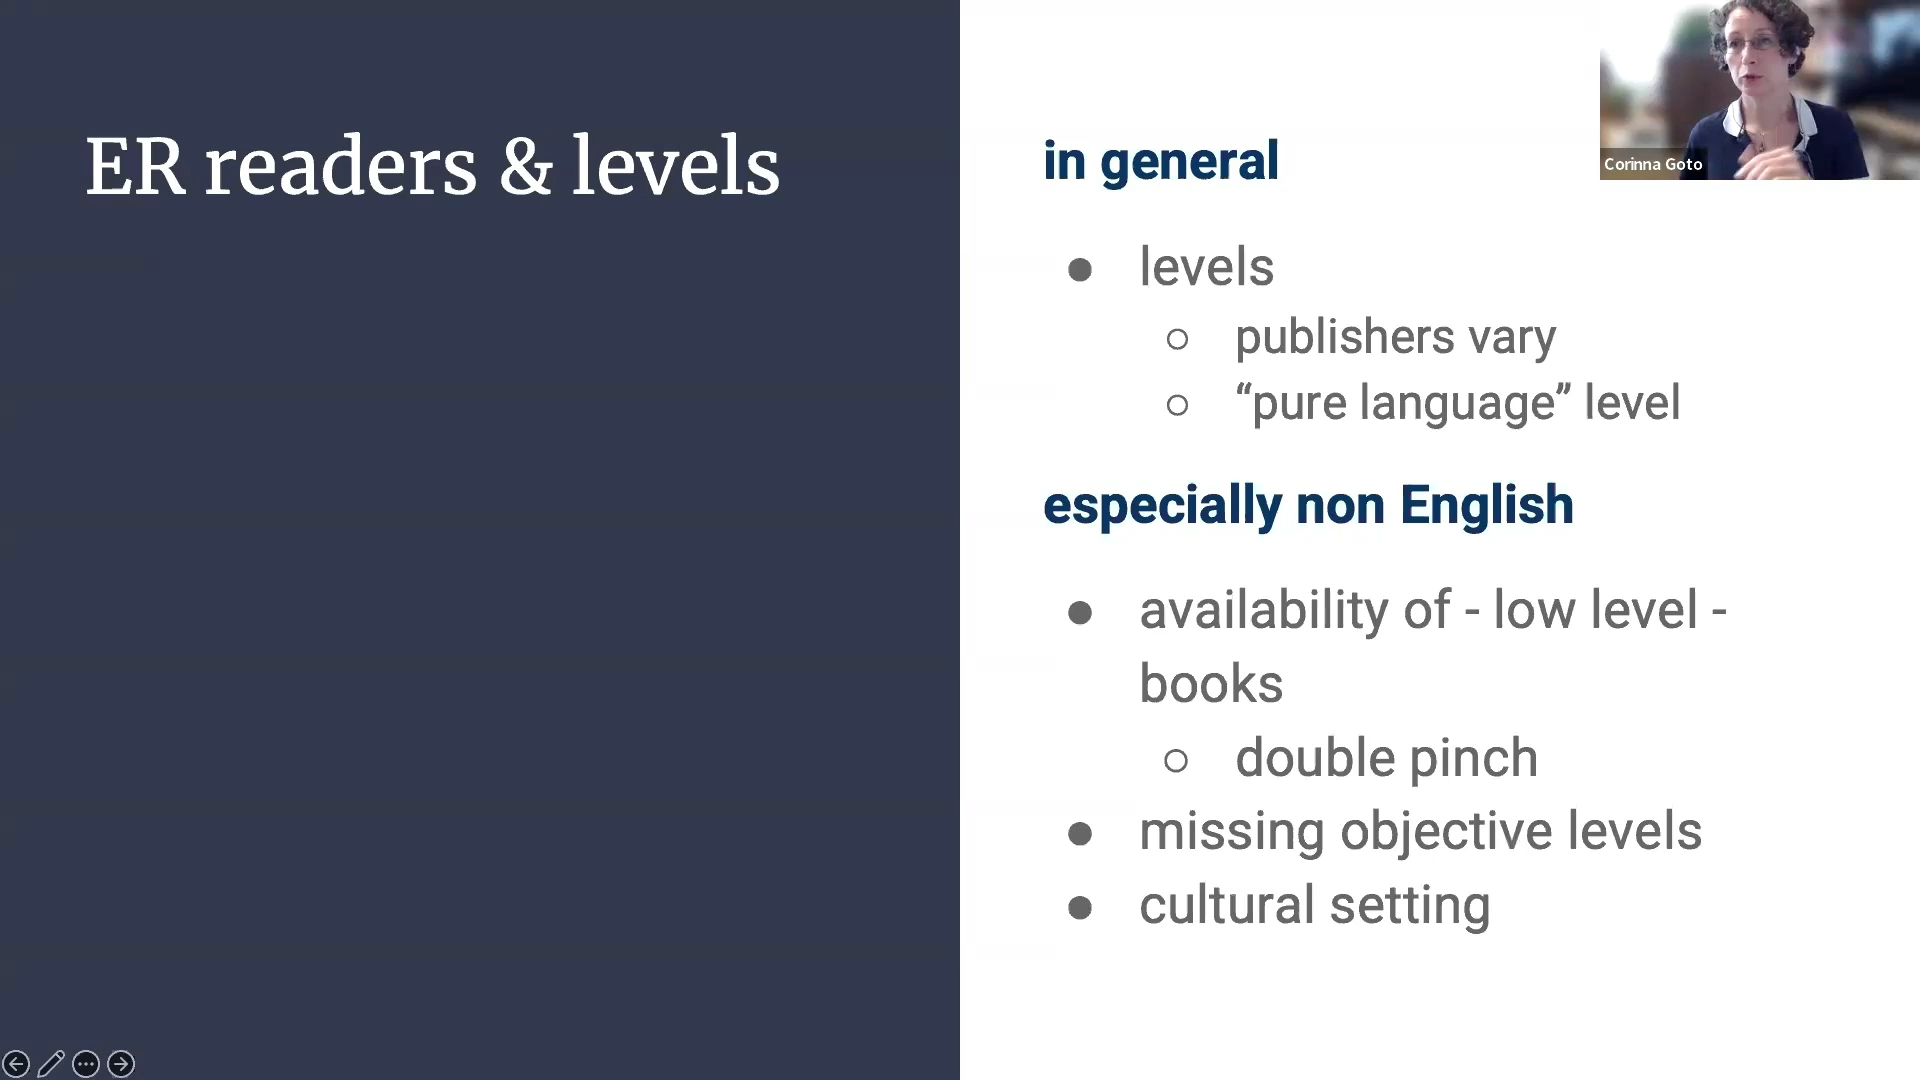 ER readers & levels
in general
● levels
○ publishers vary
○ “pure language” level
especially non English
● availability of - low level -
books
○ double pinch
● missing objective levels
● cultural setting
Corinna Goto